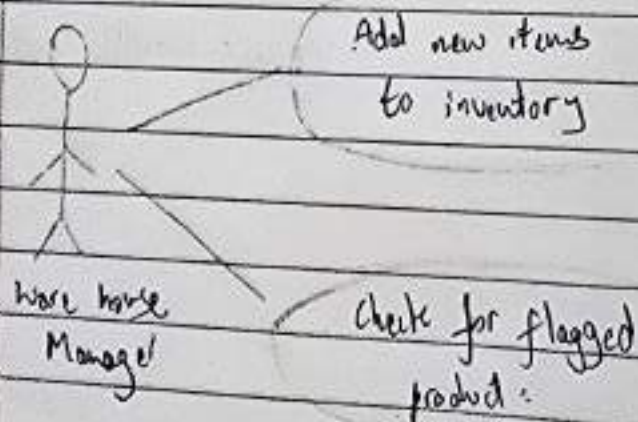 Add new items
to inventory
ware house
Manager
Check for flagged
product.